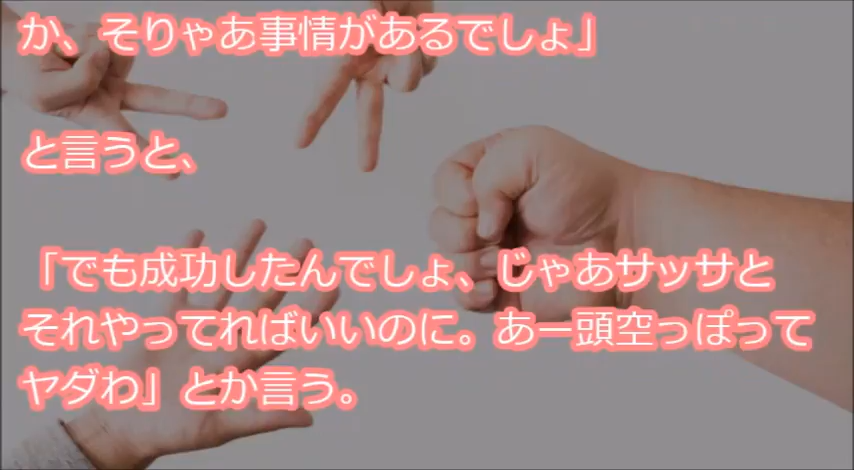 か、そりゃあ事情があるでしょ」
と言うと、
「でも成功したんでしょ、じゃあサッサと
それやってればいいのに。あー頭空っぽって
ヤダわ」とか言う。